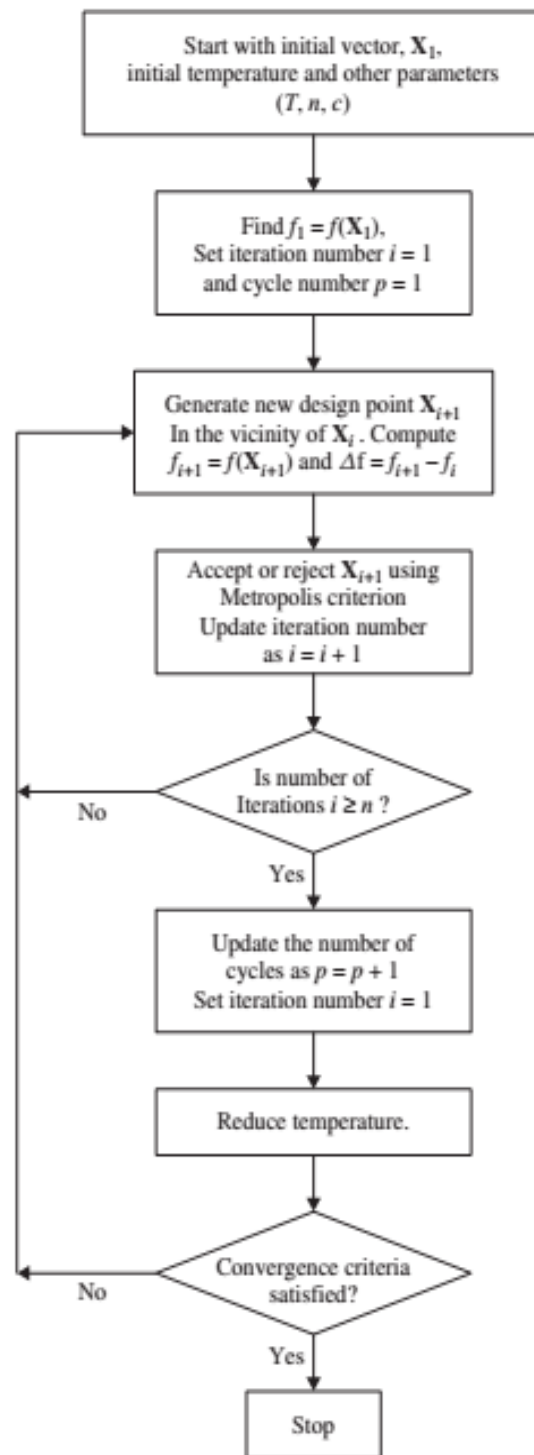 Start with initial vector, X₁,
initial temperature and other parameters
(T, n, c)
Find f₁ = f(X₁),
Set iteration number i = 1
and cycle number p = 1
Generate new design point Xᵢ₊₁
In the vicinity of Xᵢ . Compute
fᵢ₊₁ = f(Xᵢ₊₁) and Δf = fᵢ₊₁ – fᵢ
Accept or reject Xᵢ₊₁ using
Metropolis criterion
Update iteration number
as i = i + 1
Is number of
Iterations i ≥ n ?
No
Yes
Update the number of
cycles as p = p + 1
Set iteration number i = 1
Reduce temperature.
Convergence criteria
satisfied?
No
Yes
Stop